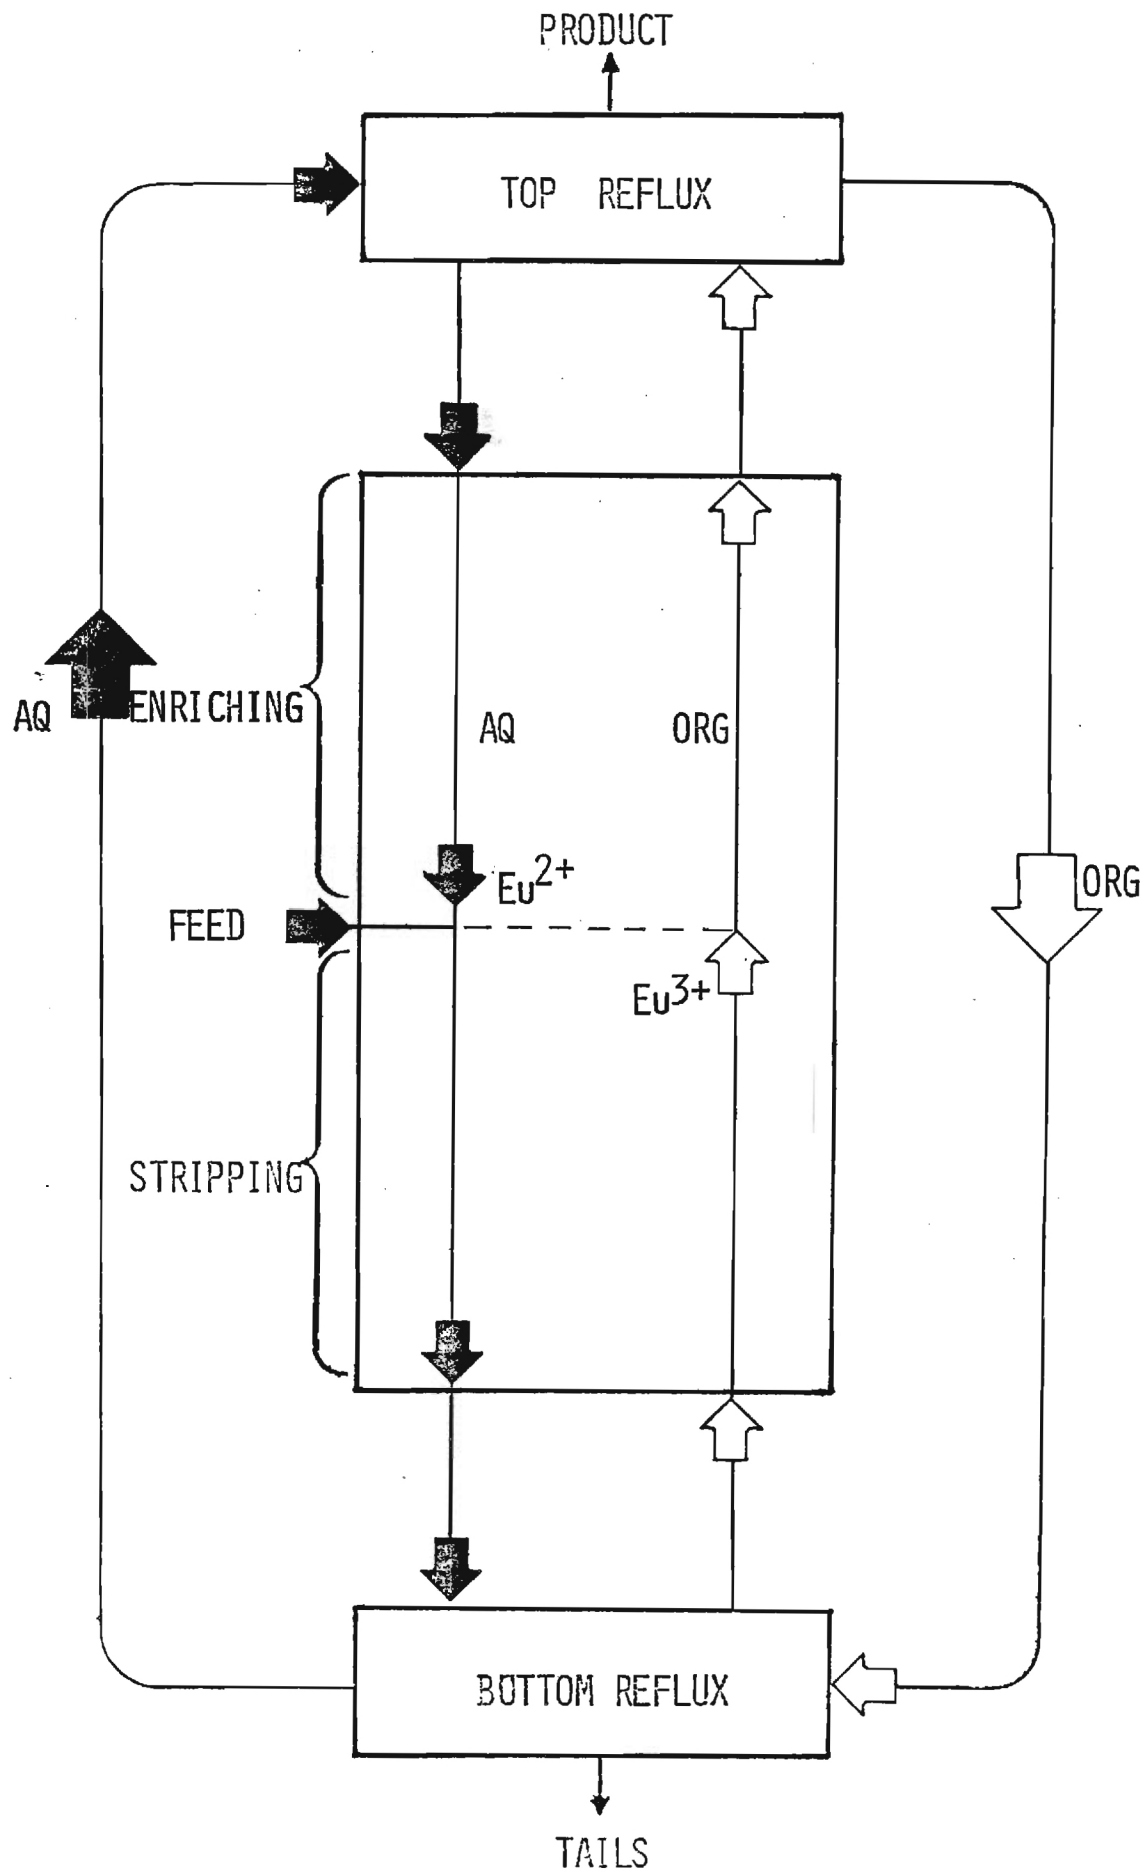 PRODUCT
TOP REFLUX
AQ
ENRICHING
AQ
ORG
Eu2+
ORG
FEED
Eu3+
STRIPPING
BOTTOM REFLUX
TAILS